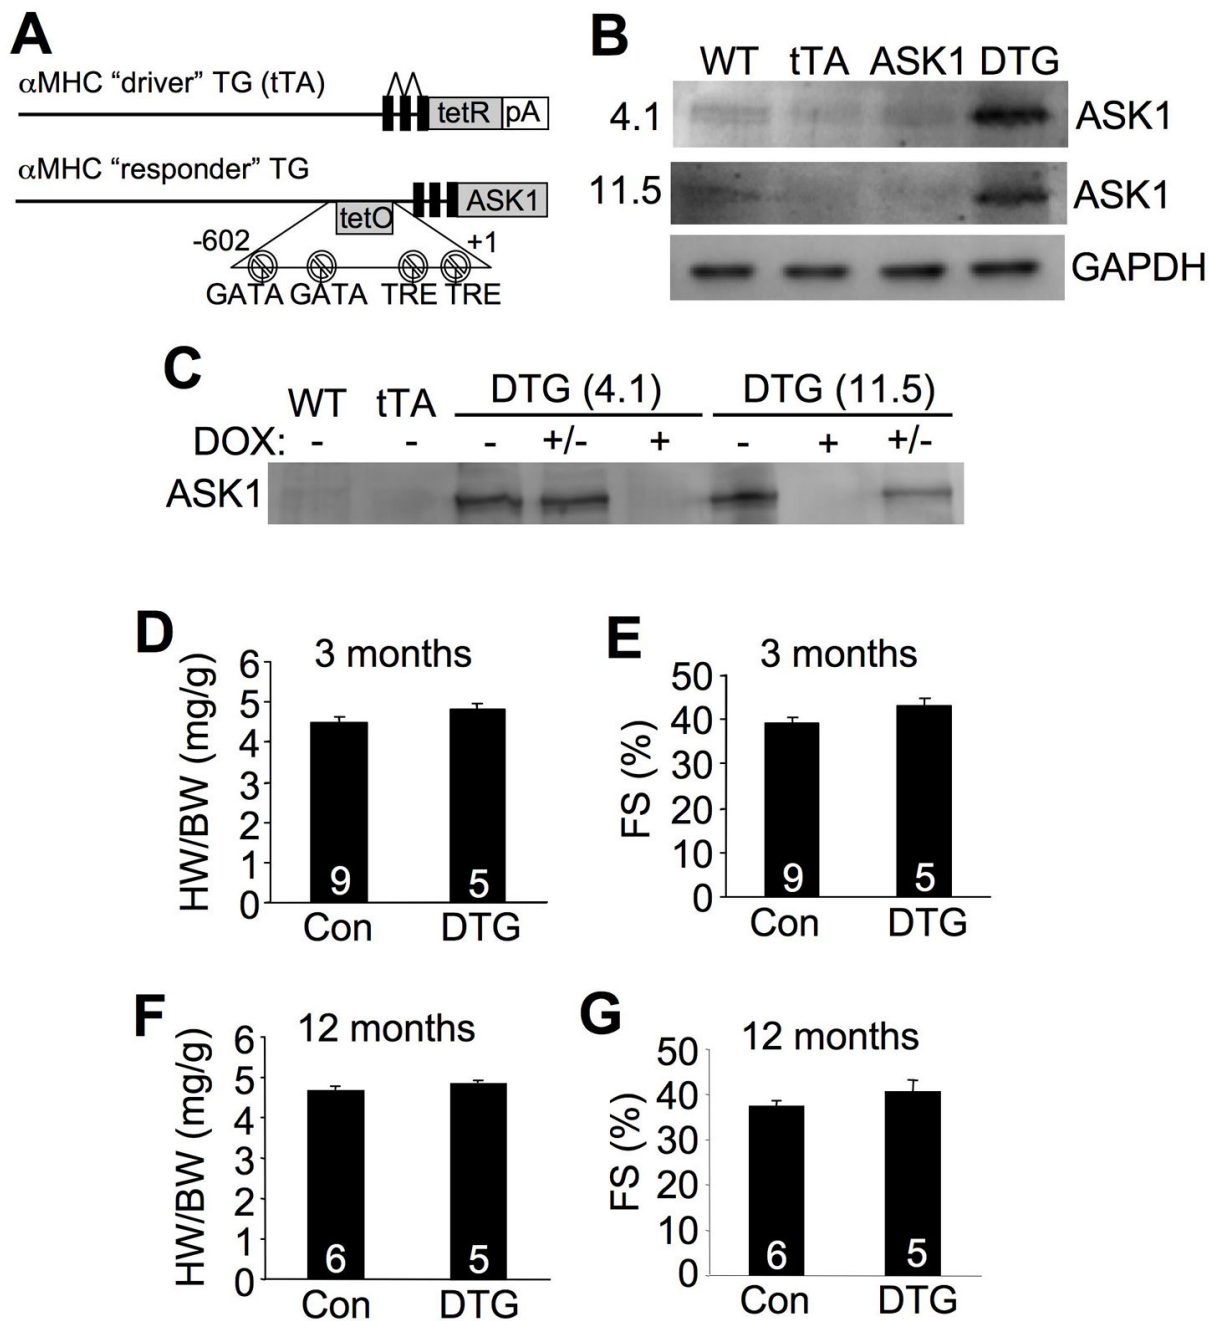 A
αMHC “driver” TG (tTA)
tetR pA
αMHC “responder” TG
ASK1
tetO
-602 +1
GATA GATA TRE TRE
B
WT tTA ASK1 DTG
4.1 ASK1
11.5 ASK1
GAPDH
C
WT tTA DTG (4.1) DTG (11.5)
DOX: - - - +/- + - + +/-
ASK1
D
3 months
HW/BW (mg/g)
6
5
4
3
2
1
0
9 5
Con DTG
E
3 months
FS (%)
50
40
30
20
10
0
9 5
Con DTG
F
12 months
HW/BW (mg/g)
6
5
4
3
2
1
0
6 5
Con DTG
G
12 months
FS (%)
50
40
30
20
10
0
6 5
Con DTG